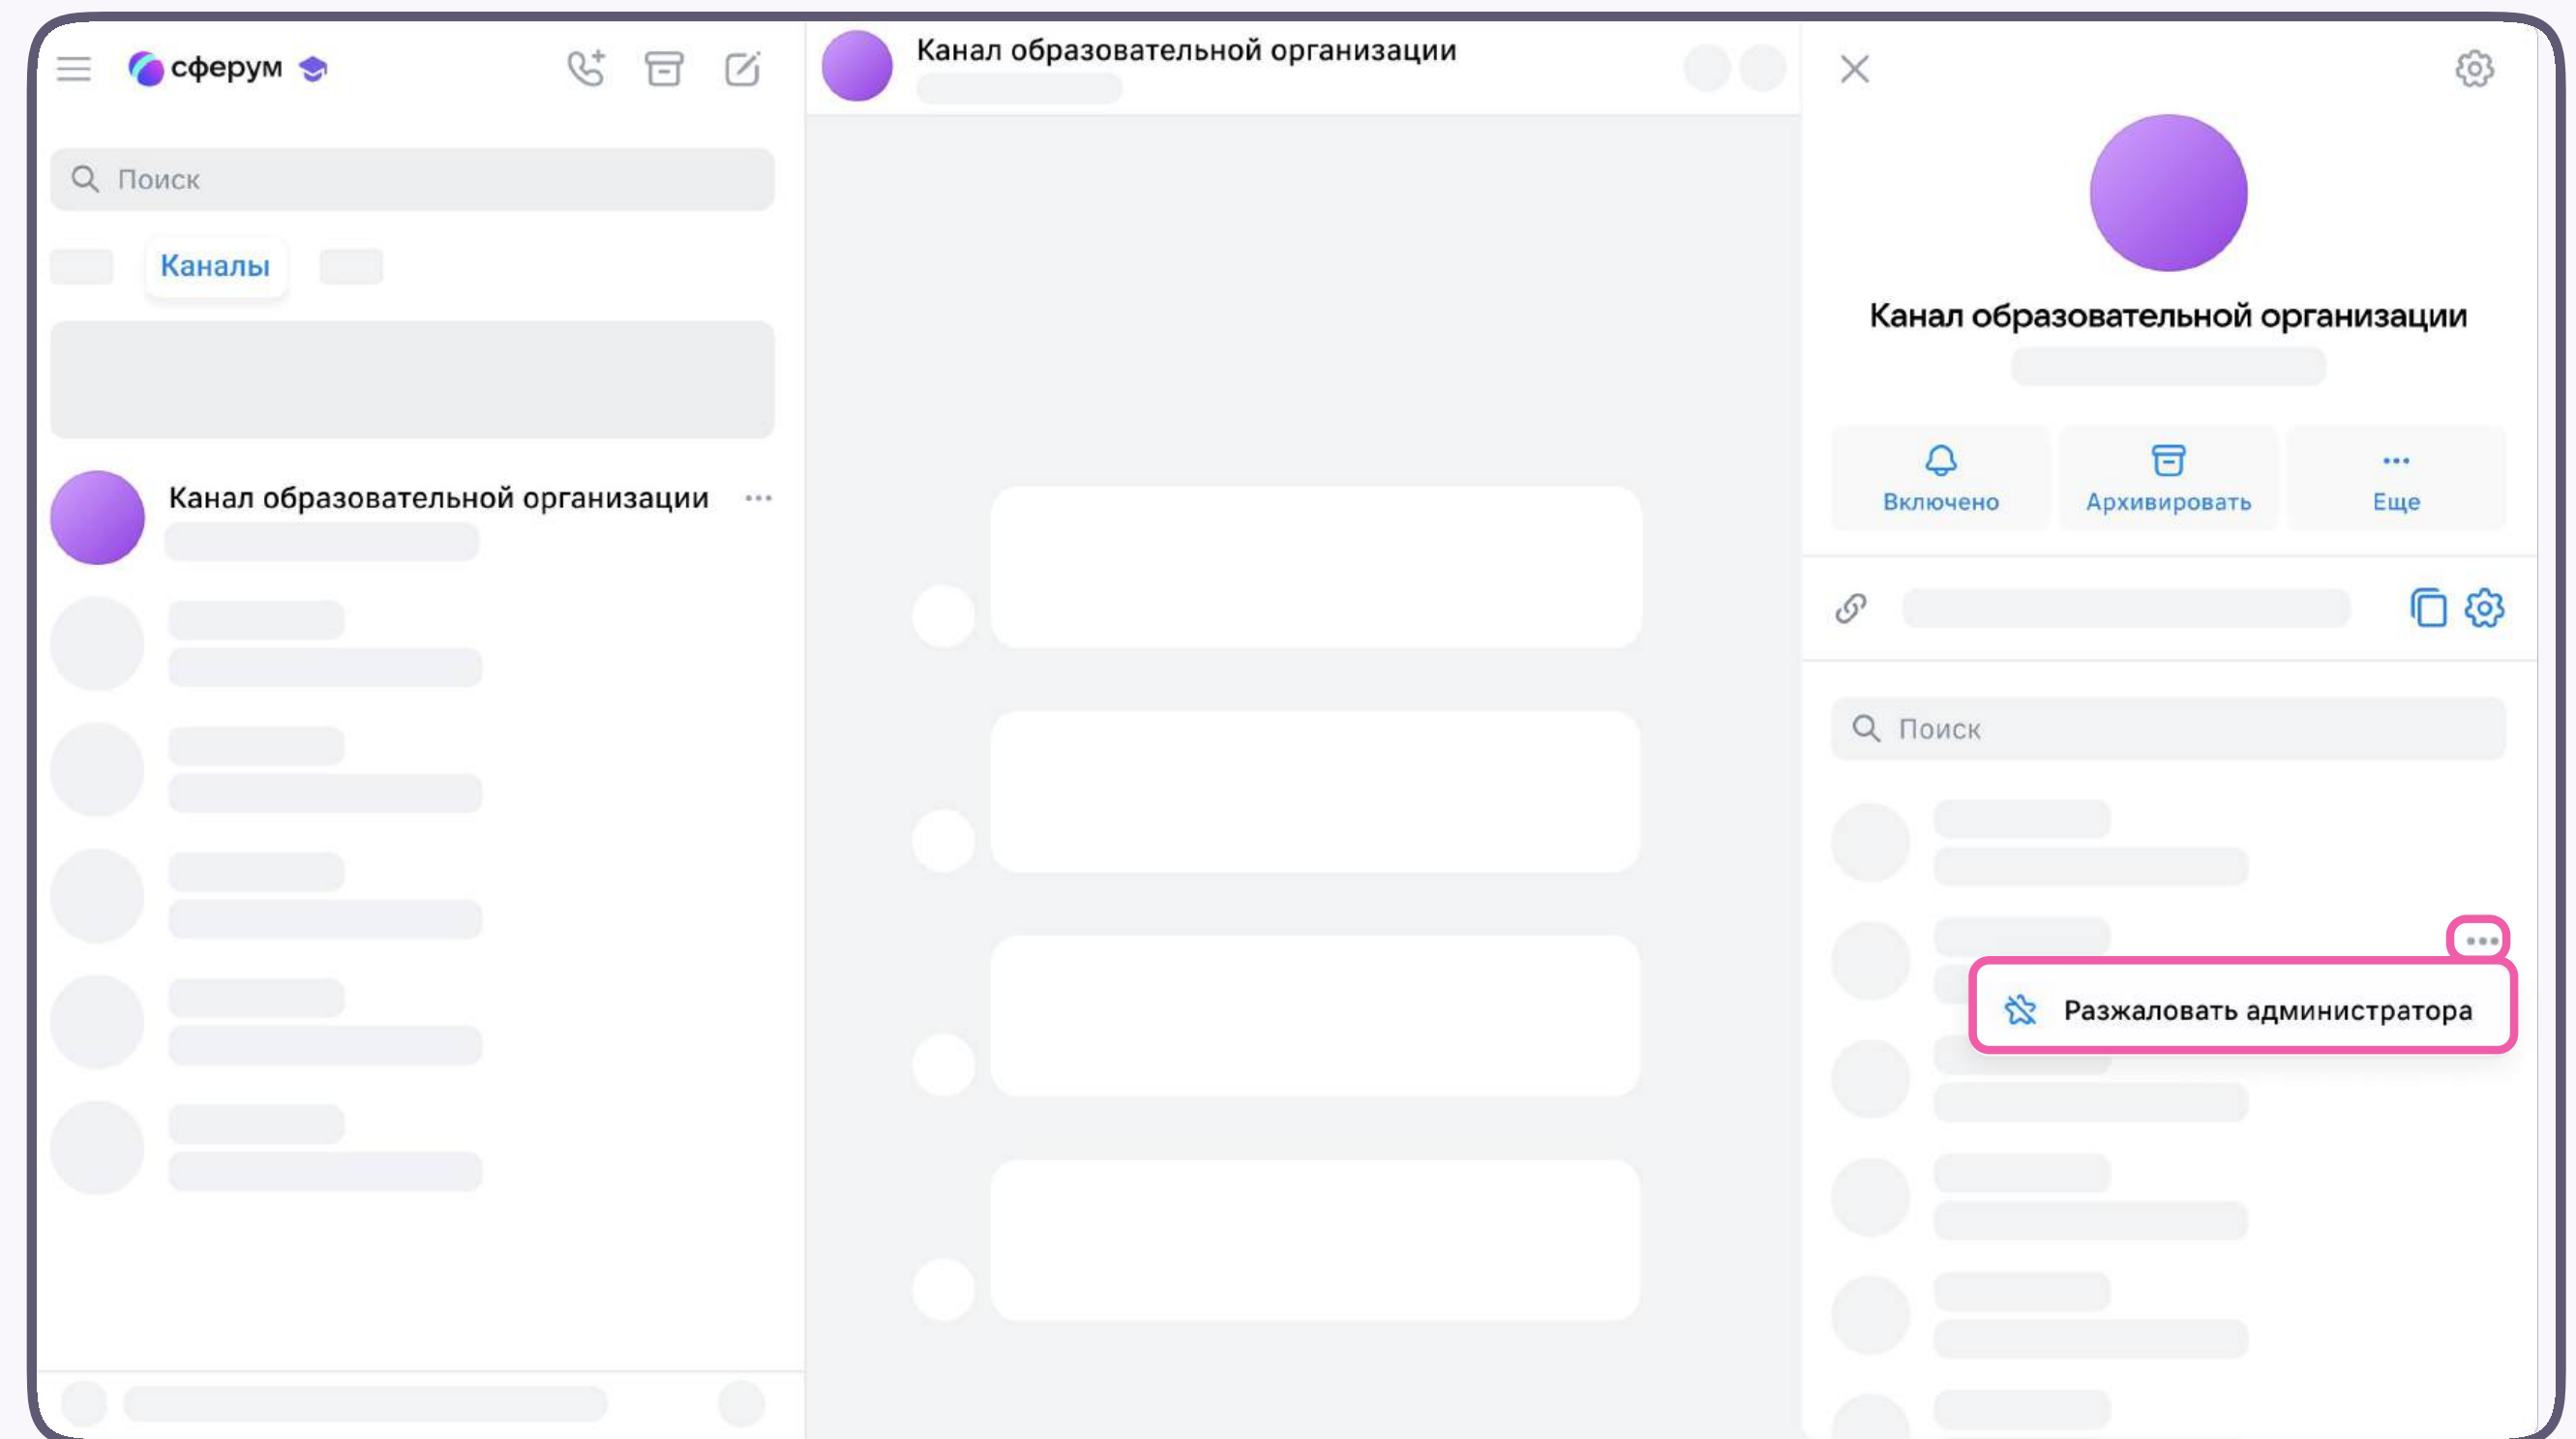 сферум
Поиск
Каналы
Канал образовательной организации
Канал образовательной организации
Канал образовательной организации
Включено
Архивировать
Еще
Поиск
Разжаловать администратора